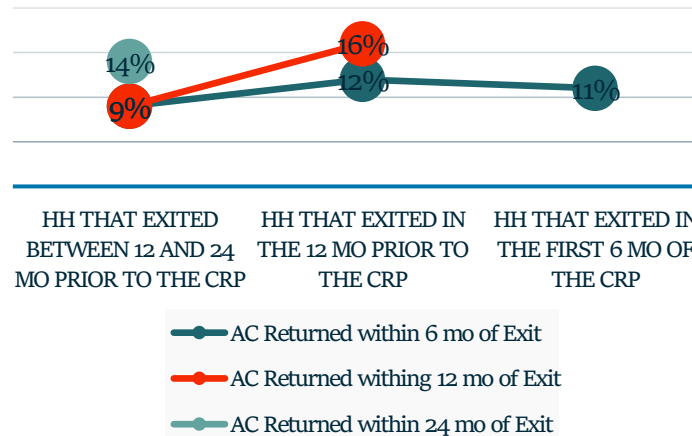 14%
9%
16%
12%
11%
HH THAT EXITED
BETWEEN 12 AND 24
MO PRIOR TO THE CRP
HH THAT EXITED IN
THE 12 MO PRIOR TO
THE CRP
HH THAT EXITED IN
THE FIRST 6 MO OF
THE CRP
AC Returned within 6 mo of Exit
AC Returned withing 12 mo of Exit
AC Returned within 24 mo of Exit